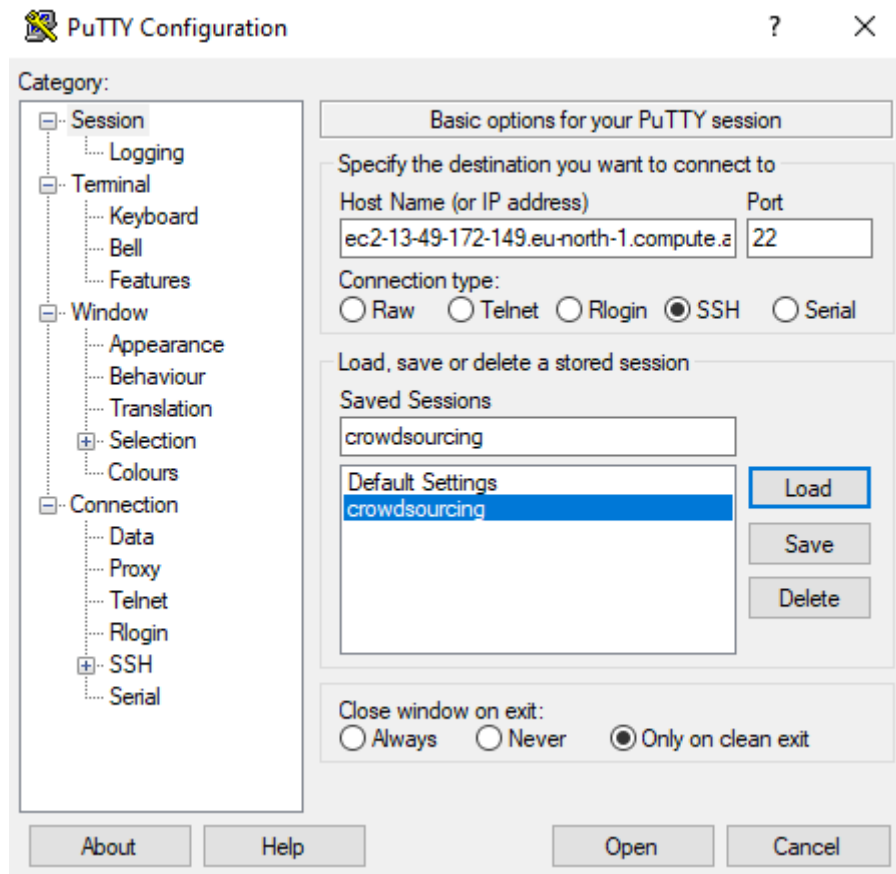 PuTTY Configuration
?
Category:
Session
Logging
Terminal
Keyboard
Bell
Features
Window
Appearance
Behaviour
Translation
Selection
Colours
Connection
Data
Proxy
Telnet
Rlogin
SSH
Serial
Basic options for your PuTTY session
Specify the destination you want to connect to
Host Name (or IP address) Port
ec2-13-49-172-149.eu-north-1.compute.a 22
Connection type:
Raw Telnet Rlogin SSH Serial
Load, save or delete a stored session
Saved Sessions
crowdsourcing
Default Settings
crowdsourcing
Load
Save
Delete
Close window on exit:
Always Never Only on clean exit
About Help Open Cancel